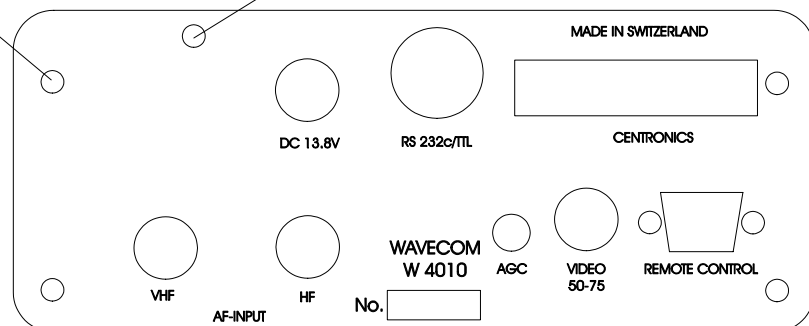 MADE IN SWITZERLAND
DC 13.8V
RS 232c/TTL
CENTRONICS
WAVECOM
W 4010
VHF
HF
AF-INPUT
No.
AGC
VIDEO
50-75
REMOTE CONTROL